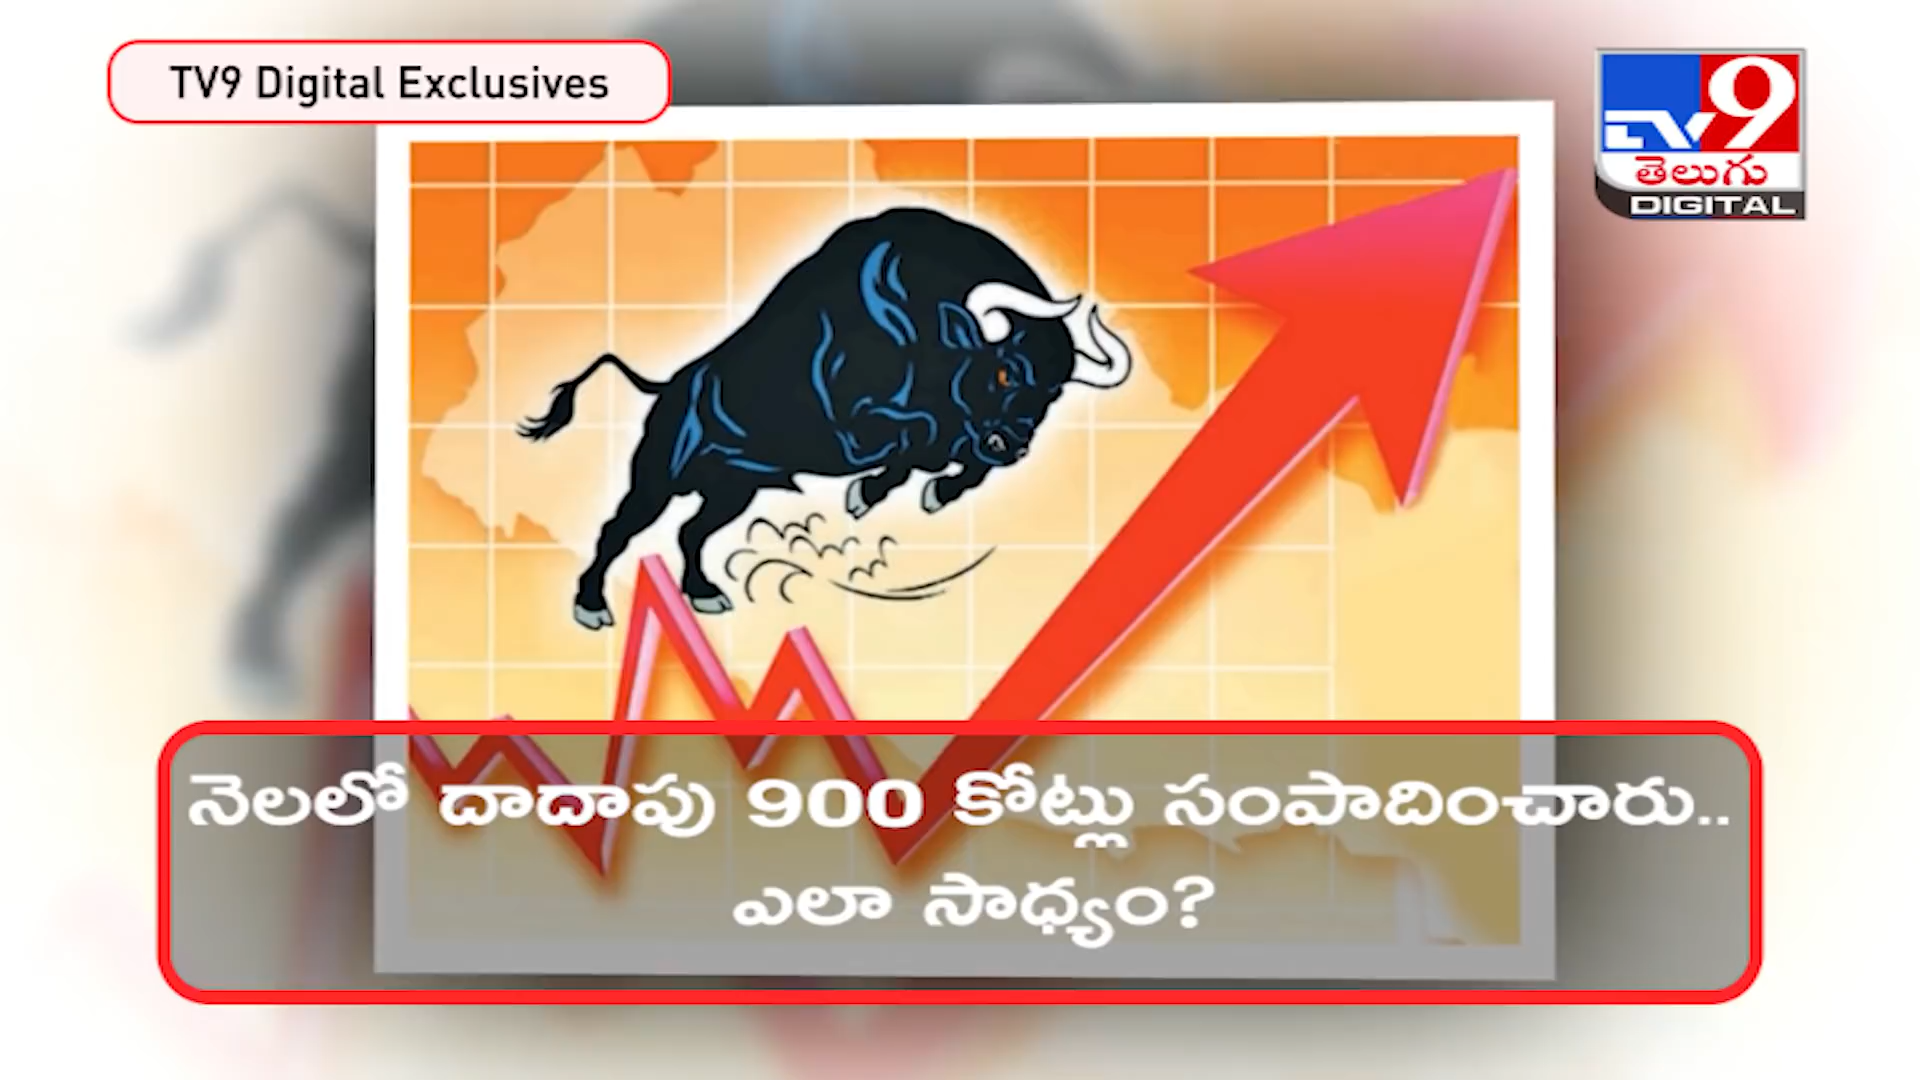 TV9 Digital Exclusives
TV9
తెలుగు
DIGITAL
నెలలో దాదాపు 900 కోట్లు సంపాదించారు..
ఎలా సాధ్యం?